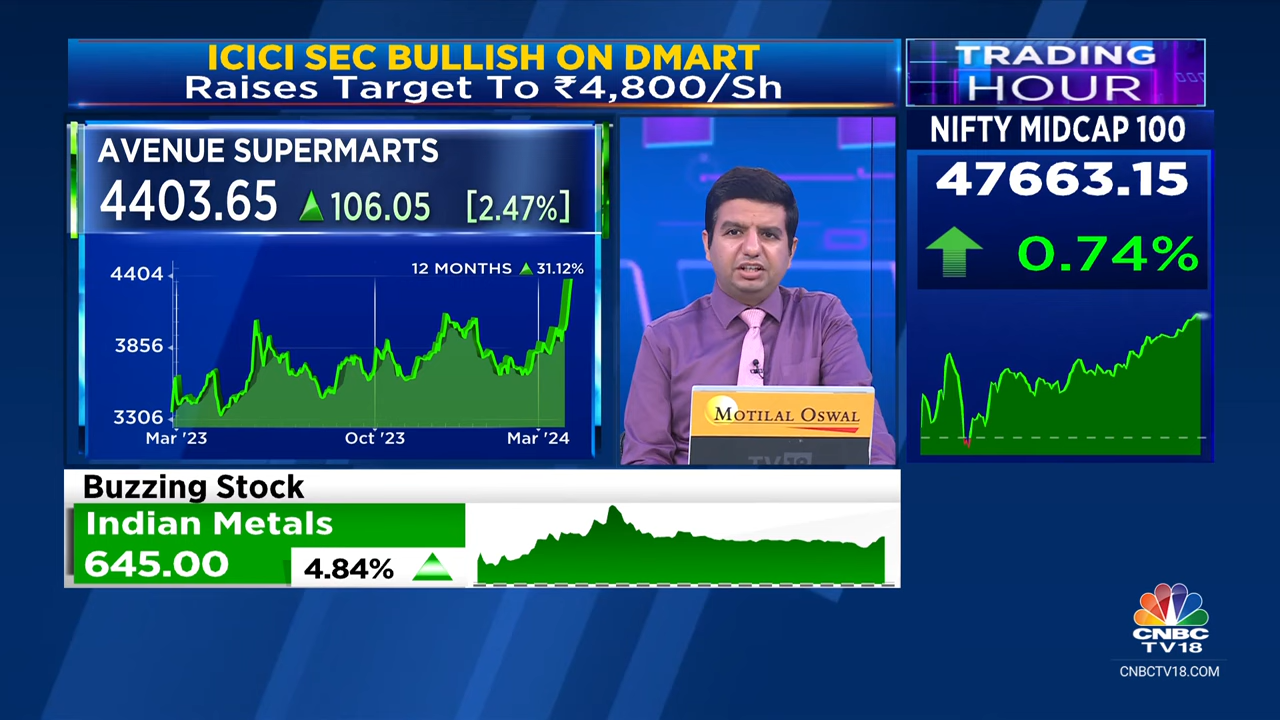 ICICI SEC BULLISH ON DMART
Raises Target To ₹4,800/Sh
TRADING
HOUR
AVENUE SUPERMARTS
4403.65 106.05 [2.47%]
12 MONTHS 31.12%
4404
3856
3306
Mar '23 Oct '23 Mar '24
MOTILAL OSWAL
TV18
NIFTY MIDCAP 100
47663.15
0.74%
Buzzing Stock
Indian Metals
645.00 4.84%
CNBC
TV18
CNBCTV18.COM